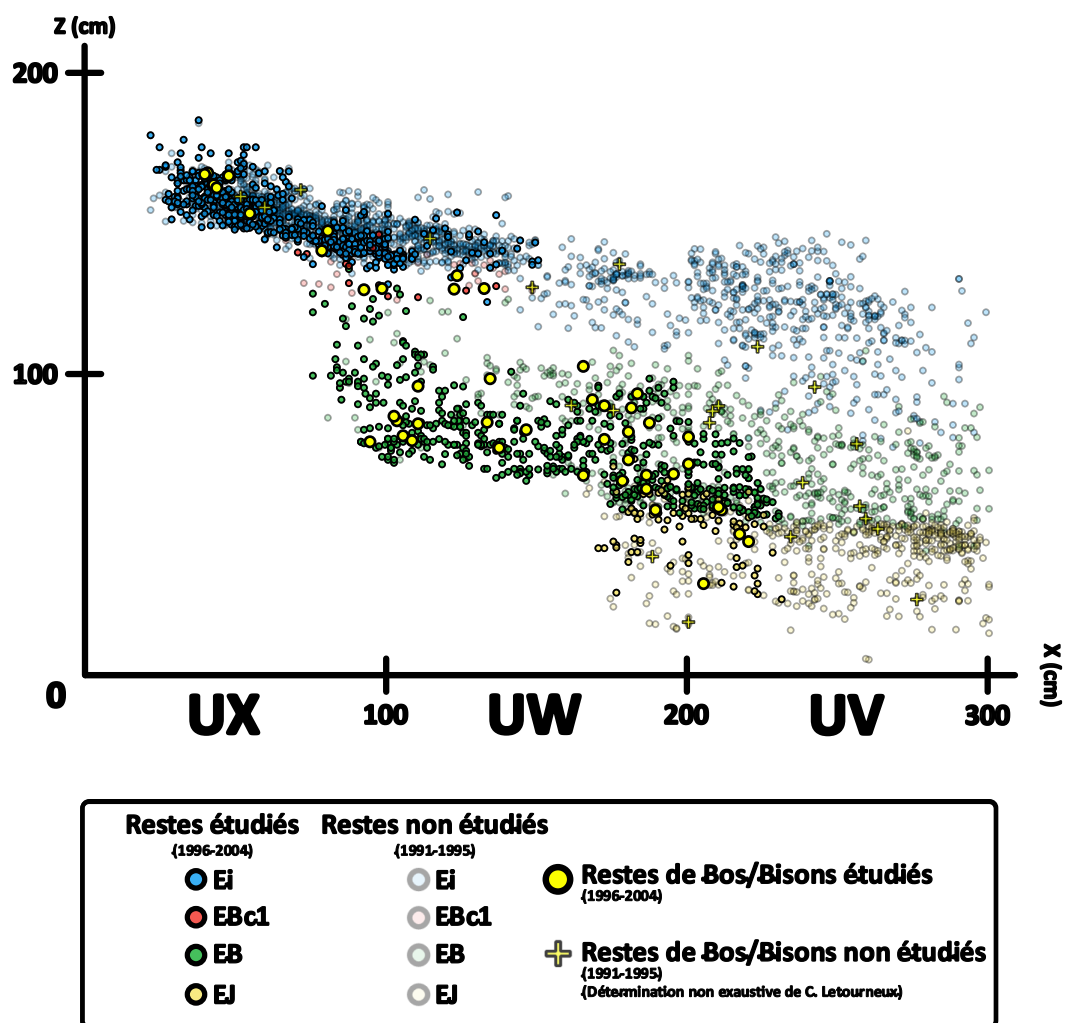 Z (cm)
200
100
0
100
200
300
X (cm)
UX
UW
UV
Restes étudiés
(1996-2004)
Ei
EBc1
EB
EJ
Restes non étudiés
(1991-1995)
Ei
EBc1
EB
EJ
Restes de Bos/Bisons étudiés
(1996-2004)
Restes de Bos/Bisons non étudiés
(1991-1995)
(Détermination non exaustive de C. Letourneux)